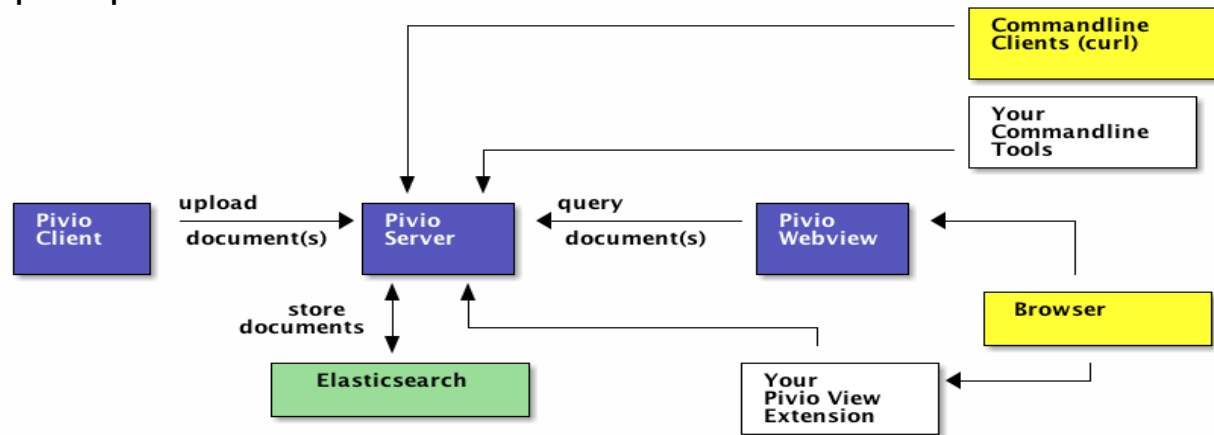 Commandline
Clients (curl)
Your
Commandline
Tools
Pivio
Client
upload
document(s)
Pivio
Server
query
document(s)
Pivio
Webview
store
documents
Browser
Elasticsearch
Your
Pivio View
Extension